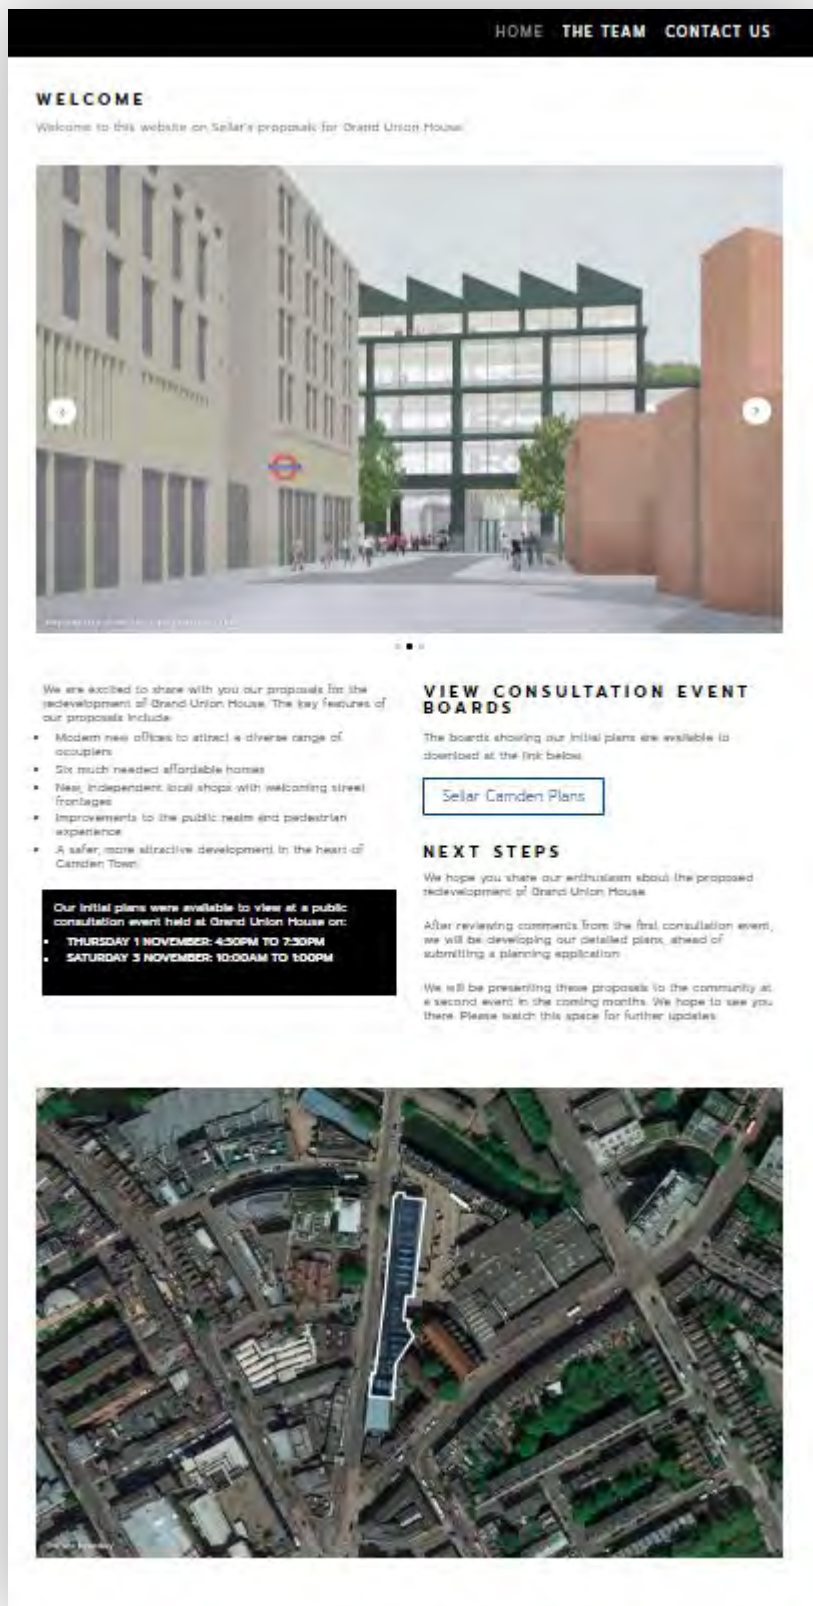 HOME THE TEAM CONTACT US
WELCOME
Welcome to this website on Sellar's proposals for Grand Union House.
We are excited to share with you our proposals for the
redevelopment of Grand Union House. The key features of
our proposals include:
• Modern new offices to attract a diverse range of
occupiers
• Six much needed affordable homes
• New, independent local shops with welcoming street
frontages
• Improvements to the public realm and pedestrian
experience
• A safer, more attractive development in the heart of
Camden Town.
Our initial plans were available to view at a public
consultation event held at Grand Union House on:
• THURSDAY 1 NOVEMBER: 4:30PM TO 7:30PM
• SATURDAY 3 NOVEMBER: 10:00AM TO 1:00PM
VIEW CONSULTATION EVENT
BOARDS
The boards showing our initial plans are available to
download at the link below.
Sellar Camden Plans
NEXT STEPS
We hope you share our enthusiasm about the proposed
redevelopment of Grand Union House.
After reviewing comments from the first consultation event,
we will be developing our detailed plans, ahead of
submitting a planning application.
We will be presenting these proposals to the community at
a second event in the coming months. We hope to see you
there. Please watch this space for further updates.